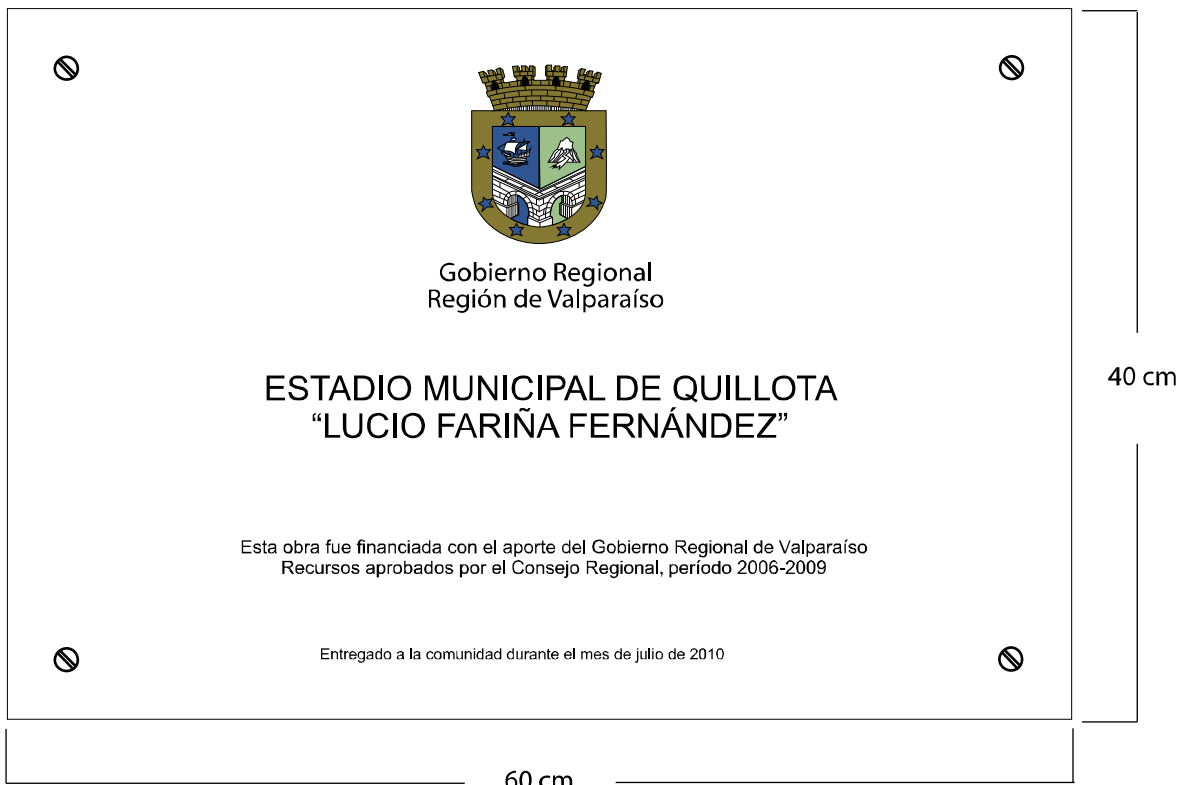 Gobierno Regional
Región de Valparaíso
ESTADIO MUNICIPAL DE QUILLOTA
“LUCIO FARIÑA FERNÁNDEZ”
40 cm
Esta obra fue financiada con el aporte del Gobierno Regional de Valparaíso
Recursos aprobados por el Consejo Regional, período 2006-2009
Entregado a la comunidad durante el mes de julio de 2010
60 cm